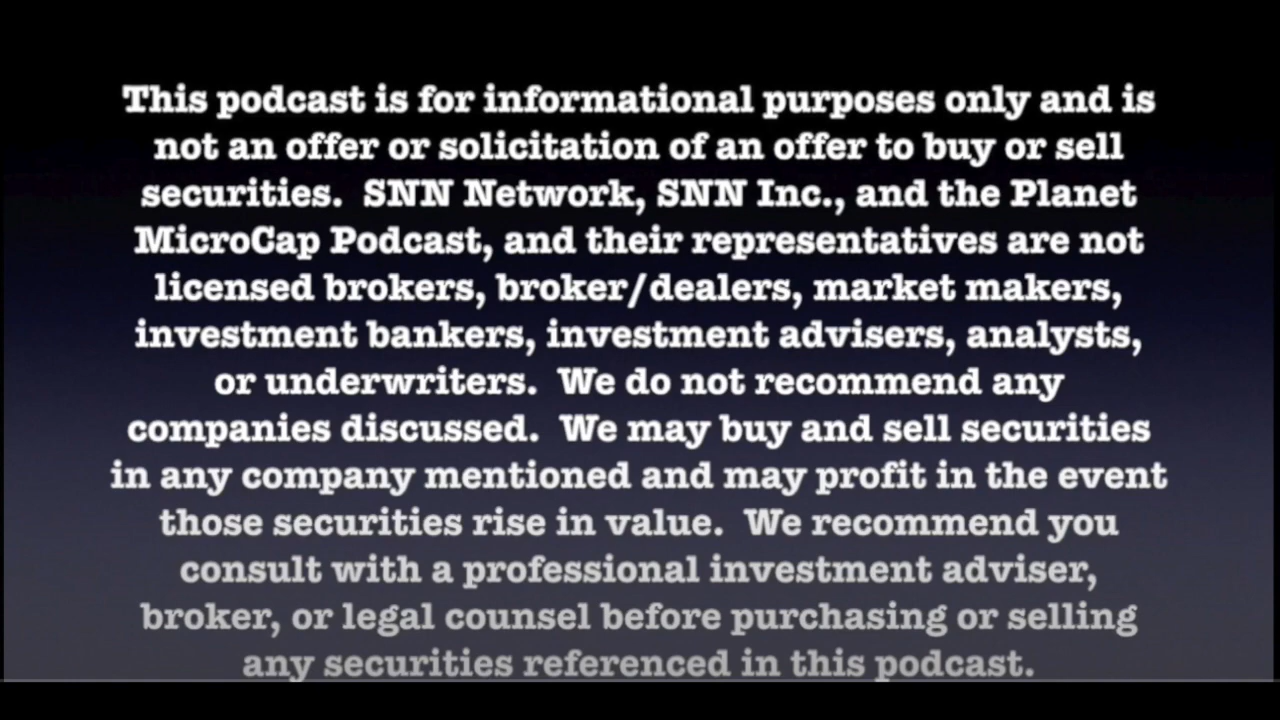 This podcast is for informational purposes only and is
not an offer or solicitation of an offer to buy or sell
securities.  SNN Network, SNN Inc., and the Planet
MicroCap Podcast, and their representatives are not
licensed brokers, broker/dealers, market makers,
investment bankers, investment advisers, analysts,
or underwriters.  We do not recommend any
companies discussed.  We may buy and sell securities
in any company mentioned and may profit in the event
those securities rise in value.  We recommend you
consult with a professional investment adviser,
broker, or legal counsel before purchasing or selling
any securities referenced in this podcast.